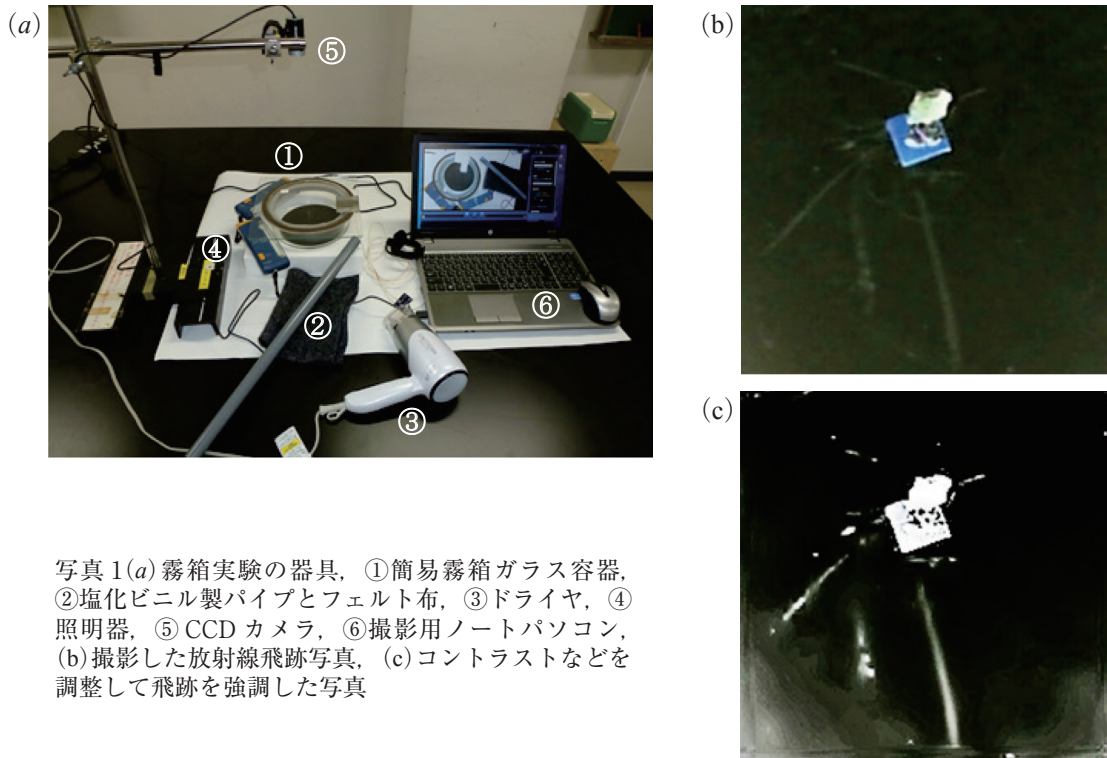 (a)
⑤
①
④
②
⑥
③
(b)
(c)
写真 1(a)霧箱実験の器具，①簡易霧箱ガラス容器，
②塩化ビニル製パイプとフェルト布，③ドライヤ，④
照明器，⑤ CCD カメラ，⑥撮影用ノートパソコン，
(b)撮影した放射線飛跡写真，(c)コントラストなどを
調整して飛跡を強調した写真